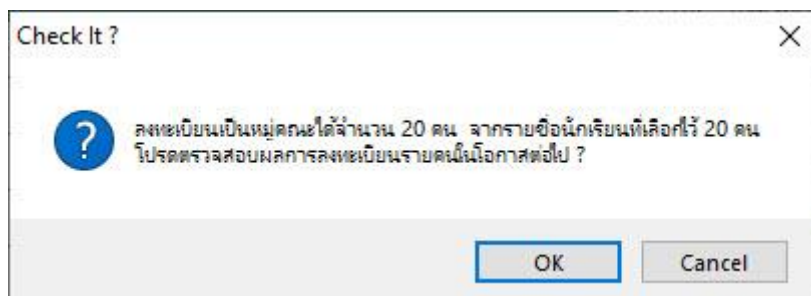 Check It ?
ลงทะเบียนเป็นหมู่คณะได้จำนวน 20 คน จากรายชื่อนักเรียนที่เลือกไว้ 20 คน
โปรดตรวจสอบผลการลงทะเบียนรายคนในโอกาสต่อไป ?
OK
Cancel